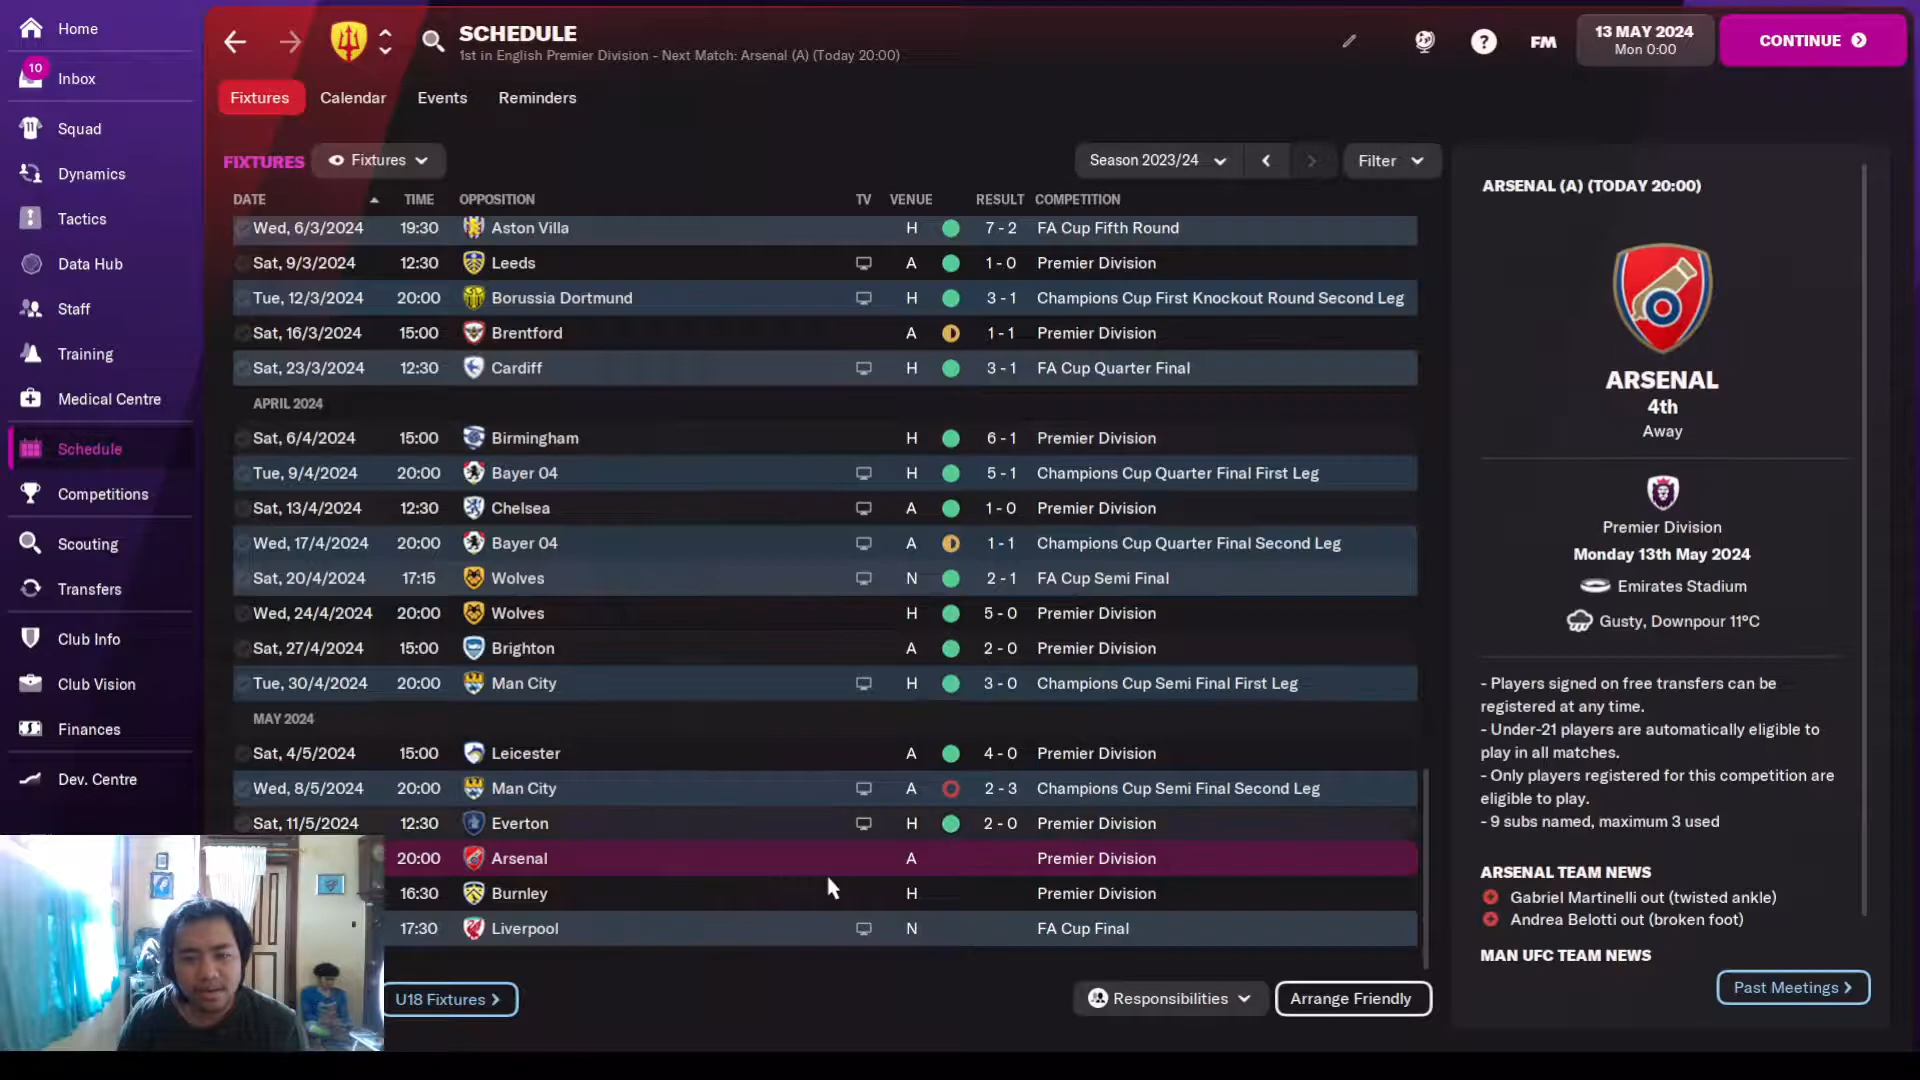 Home
10
Inbox
Squad
Dynamics
Tactics
Data Hub
Staff
Training
Medical Centre
Schedule
Competitions
Scouting
Transfers
Club Info
Club Vision
Finances
Dev. Centre
SCHEDULE
1st in English Premier Division - Next Match: Arsenal (A) (Today 20:00)
FM
13 MAY 2024
Mon 0:00
CONTINUE
Fixtures
Calendar
Events
Reminders
FIXTURES
Fixtures
Season 2023/24
Filter
DATE TIME OPPOSITION TV VENUE RESULT COMPETITION
Wed, 6/3/2024 19:30 Aston Villa H 7 - 2 FA Cup Fifth Round
Sat, 9/3/2024 12:30 Leeds A 1 - 0 Premier Division
Tue, 12/3/2024 20:00 Borussia Dortmund H 3 - 1 Champions Cup First Knockout Round Second Leg
Sat, 16/3/2024 15:00 Brentford A 1 - 1 Premier Division
Sat, 23/3/2024 12:30 Cardiff H 3 - 1 FA Cup Quarter Final
APRIL 2024
Sat, 6/4/2024 15:00 Birmingham H 6 - 1 Premier Division
Tue, 9/4/2024 20:00 Bayer 04 H 5 - 1 Champions Cup Quarter Final First Leg
Sat, 13/4/2024 12:30 Chelsea A 1 - 0 Premier Division
Wed, 17/4/2024 20:00 Bayer 04 A 1 - 1 Champions Cup Quarter Final Second Leg
Sat, 20/4/2024 17:15 Wolves N 2 - 1 FA Cup Semi Final
Wed, 24/4/2024 20:00 Wolves H 5 - 0 Premier Division
Sat, 27/4/2024 15:00 Brighton A 2 - 0 Premier Division
Tue, 30/4/2024 20:00 Man City H 3 - 0 Champions Cup Semi Final First Leg
MAY 2024
Sat, 4/5/2024 15:00 Leicester A 4 - 0 Premier Division
Wed, 8/5/2024 20:00 Man City A 2 - 3 Champions Cup Semi Final Second Leg
Sat, 11/5/2024 12:30 Everton H 2 - 0 Premier Division
20:00 Arsenal A Premier Division
16:30 Burnley H Premier Division
17:30 Liverpool N FA Cup Final
U18 Fixtures
Responsibilities
Arrange Friendly
ARSENAL (A) (TODAY 20:00)
ARSENAL
4th
Away
Premier Division
Monday 13th May 2024
Emirates Stadium
Gusty, Downpour 11°C
- Players signed on free transfers can be
registered at any time.
- Under-21 players are automatically eligible to
play in all matches.
- Only players registered for this competition are
eligible to play.
- 9 subs named, maximum 3 used
ARSENAL TEAM NEWS
Gabriel Martinelli out (twisted ankle)
Andrea Belotti out (broken foot)
MAN UFC TEAM NEWS
Past Meetings